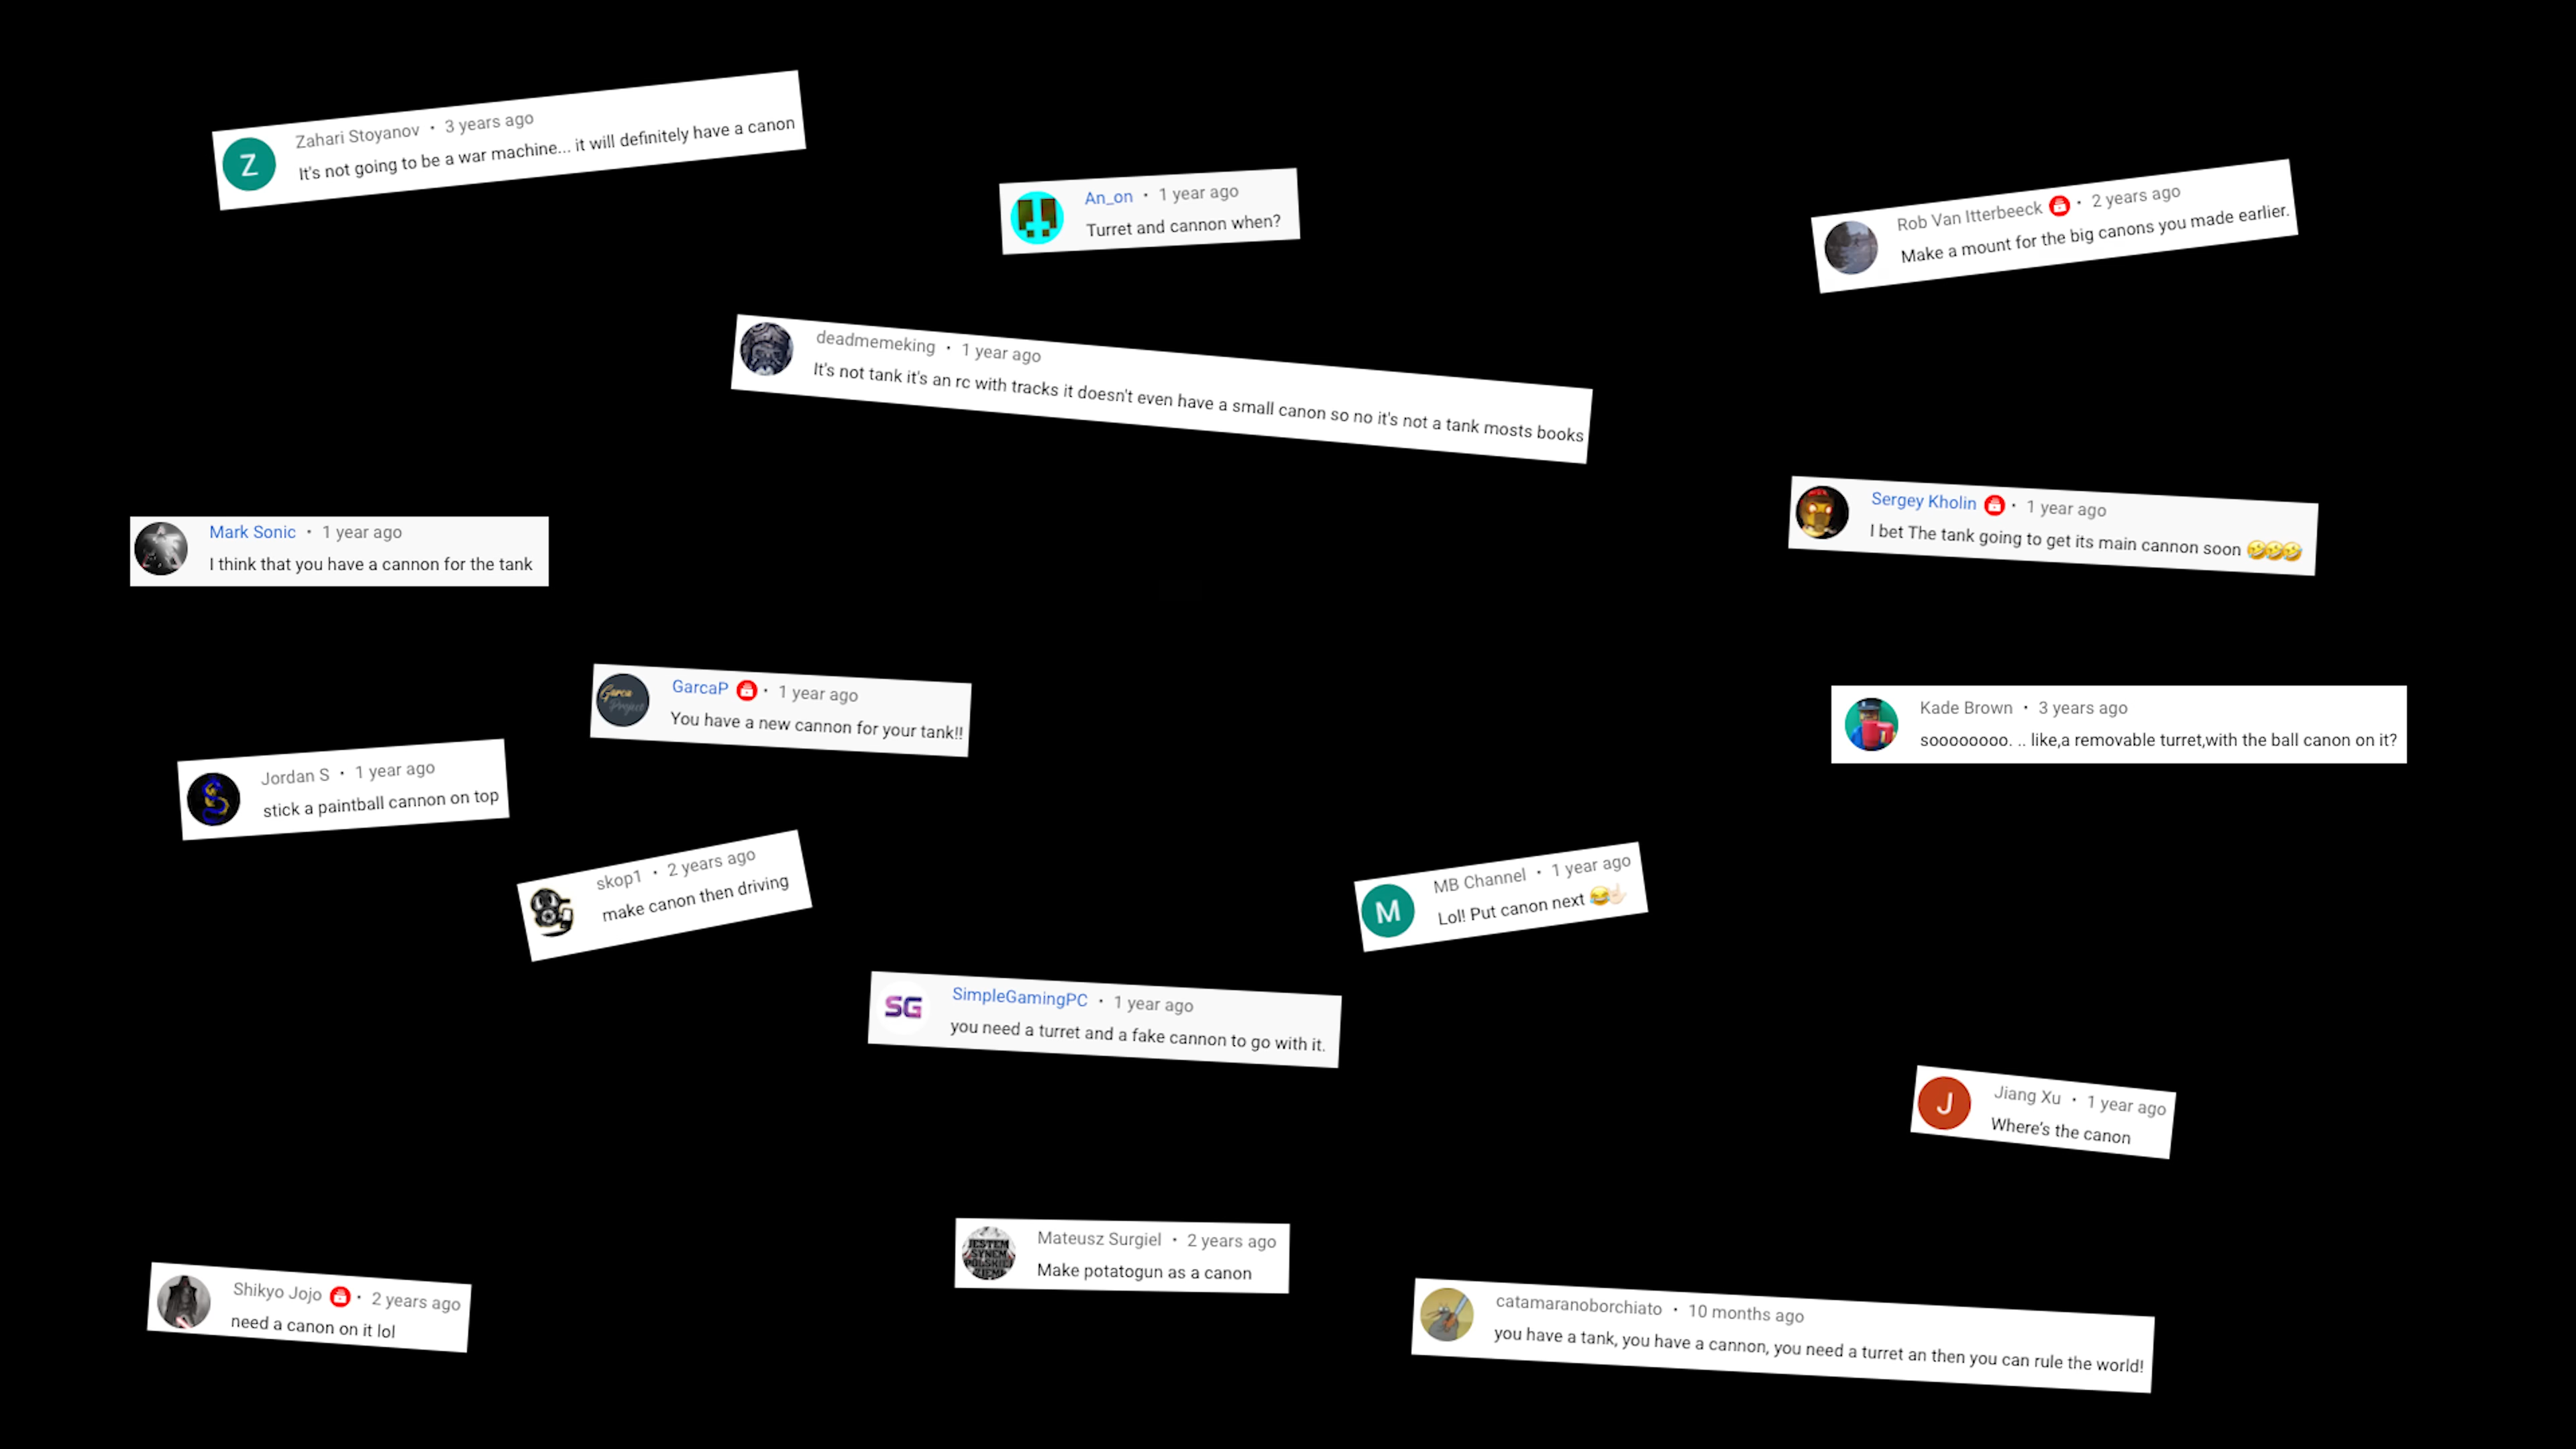 Zahari Stoyanov • 3 years ago
It's not going to be a war machine... it will definitely have a canon
An_on • 1 year ago
Turret and cannon when?
Rob Van Itterbeeck • 2 years ago
Make a mount for the big canons you made earlier.
deadmemeking • 1 year ago
It's not tank it's an rc with tracks it doesn't even have a small canon so no it's not a tank mosts books
Mark Sonic • 1 year ago
I think that you have a cannon for the tank
Sergey Kholin • 1 year ago
I bet The tank going to get its main cannon soon 🤣🤣🤣
GarcaP • 1 year ago
You have a new cannon for your tank!!
Garca
Project
Kade Brown • 3 years ago
soooooooo. .. like,a removable turret,with the ball canon on it?
Jordan S • 1 year ago
stick a paintball cannon on top
skop1 • 2 years ago
make canon then driving
MB Channel • 1 year ago
Lol! Put canon next 😂🤟🏻
SG
SimpleGamingPC • 1 year ago
you need a turret and a fake cannon to go with it.
Jiang Xu • 1 year ago
Where's the canon
JESTEM
SYNEM
POLSKIEJ
ZIEMI
Mateusz Surgiel • 2 years ago
Make potatogun as a canon
Shikyo Jojo • 2 years ago
need a canon on it lol
catamaranoborchiato • 10 months ago
you have a tank, you have a cannon, you need a turret an then you can rule the world!
Z
M
J